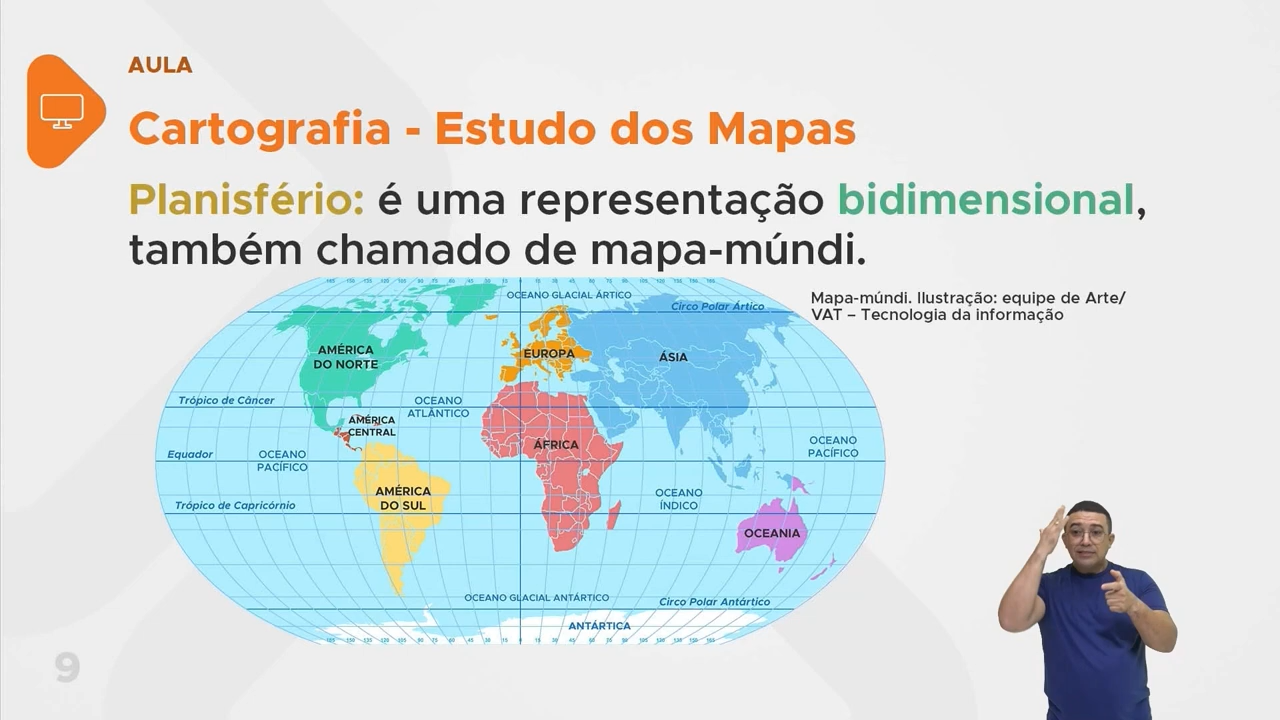 AULA
Cartografia - Estudo dos Mapas
Planisfério: é uma representação bidimensional,
também chamado de mapa-múndi.
Mapa-múndi. Ilustração: equipe de Arte/
VAT – Tecnologia da informação
OCEANO GLACIAL ÁRTICO
Circo Polar Ártico
AMÉRICA
DO NORTE
EUROPA
ÁSIA
Trópico de Câncer
OCEANO
ATLÂNTICO
AMÉRICA
CENTRAL
ÁFRICA
OCEANO
PACÍFICO
Equador
OCEANO
PACÍFICO
AMÉRICA
DO SUL
OCEANO
ÍNDICO
Trópico de Capricórnio
OCEANIA
OCEANO GLACIAL ANTÁRTICO
Circo Polar Antártico
ANTÁRTICA
9